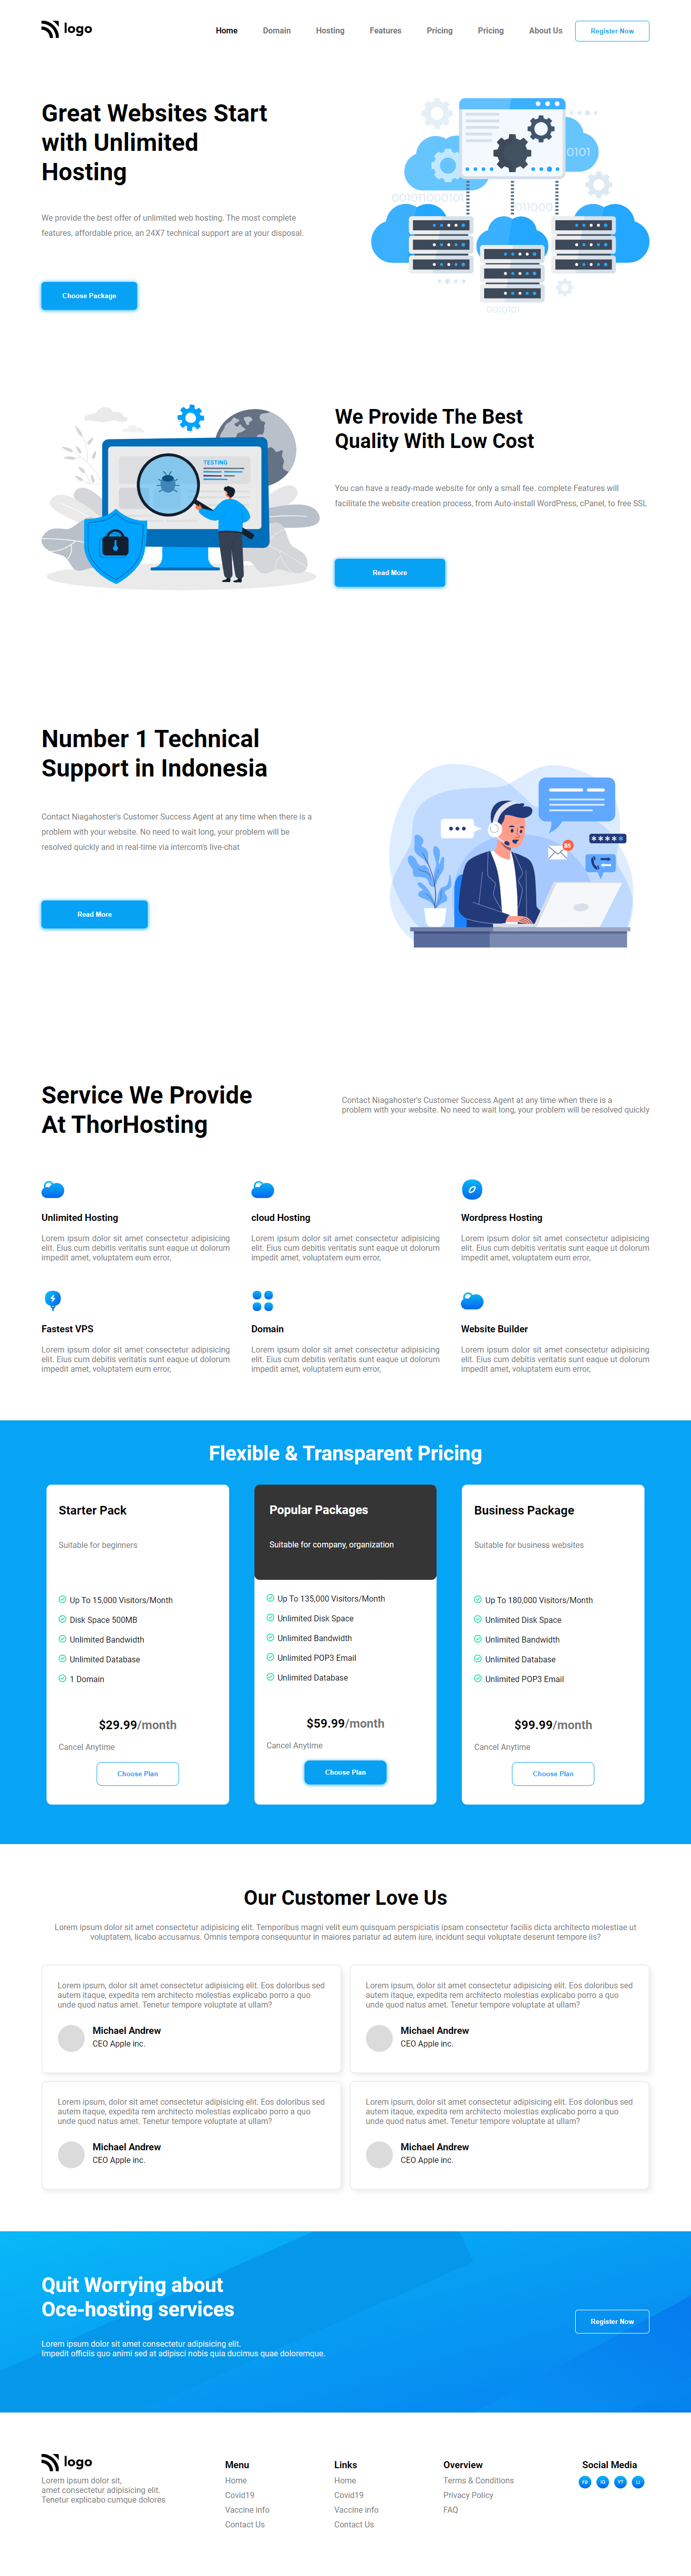 logo
Home Domain Hosting Features Pricing Pricing About Us Register Now
Great Websites Start
with Unlimited
Hosting
We provide the best offer of unlimited web hosting. The most complete
features, affordable price, an 24X7 technical support are at your disposal.
Choose Package
0101
001011000101
011000
0010101
TESTING
We Provide The Best
Quality With Low Cost
You can have a ready-made website for only a small fee. complete Features will
facilitate the website creation process, from Auto-install WordPress, cPanel, to free SSL
Read More
Number 1 Technical
Support in Indonesia
Contact Niagahoster's Customer Success Agent at any time when there is a
problem with your website. No need to wait long, your problem will be
resolved quickly and in real-time via intercom's live-chat
Read More
85
*****
Service We Provide
At ThorHosting
Contact Niagahoster's Customer Success Agent at any time when there is a
problem with your website. No need to wait long, your problem will be resolved quickly
Unlimited Hosting
Lorem ipsum dolor sit amet consectetur adipisicing
elit. Eius cum debitis veritatis sunt eaque ut dolorum
impedit amet, voluptatem eum error,
cloud Hosting
Lorem ipsum dolor sit amet consectetur adipisicing
elit. Eius cum debitis veritatis sunt eaque ut dolorum
impedit amet, voluptatem eum error,
Wordpress Hosting
Lorem ipsum dolor sit amet consectetur adipisicing
elit. Eius cum debitis veritatis sunt eaque ut dolorum
impedit amet, voluptatem eum error,
Fastest VPS
Lorem ipsum dolor sit amet consectetur adipisicing
elit. Eius cum debitis veritatis sunt eaque ut dolorum
impedit amet, voluptatem eum error,
Domain
Lorem ipsum dolor sit amet consectetur adipisicing
elit. Eius cum debitis veritatis sunt eaque ut dolorum
impedit amet, voluptatem eum error,
Website Builder
Lorem ipsum dolor sit amet consectetur adipisicing
elit. Eius cum debitis veritatis sunt eaque ut dolorum
impedit amet, voluptatem eum error,
Flexible & Transparent Pricing
Starter Pack
Suitable for beginners
Up To 15,000 Visitors/Month
Disk Space 500MB
Unlimited Bandwidth
Unlimited Database
1 Domain
$29.99/month
Cancel Anytime
Choose Plan
Popular Packages
Suitable for company, organization
Up To 135,000 Visitors/Month
Unlimited Disk Space
Unlimited Bandwidth
Unlimited POP3 Email
Unlimited Database
$59.99/month
Cancel Anytime
Choose Plan
Business Package
Suitable for business websites
Up To 180,000 Visitors/Month
Unlimited Disk Space
Unlimited Bandwidth
Unlimited Database
Unlimited POP3 Email
$99.99/month
Cancel Anytime
Choose Plan
Our Customer Love Us
Lorem ipsum dolor sit amet consectetur adipisicing elit. Temporibus magni velit eum quisquam perspiciatis ipsam consectetur facilis dicta architecto molestiae ut
voluptatem, licabo accusamus. Omnis tempora consequuntur in maiores pariatur ad autem iure, incidunt sequi voluptate deserunt tempore iis?
Lorem ipsum, dolor sit amet consectetur adipisicing elit. Eos doloribus sed
autem itaque, expedita rem architecto molestias explicabo porro a quo
unde quod natus amet. Tenetur tempore voluptate at ullam?
Michael Andrew
CEO Apple inc.
Lorem ipsum, dolor sit amet consectetur adipisicing elit. Eos doloribus sed
autem itaque, expedita rem architecto molestias explicabo porro a quo
unde quod natus amet. Tenetur tempore voluptate at ullam?
Michael Andrew
CEO Apple inc.
Lorem ipsum, dolor sit amet consectetur adipisicing elit. Eos doloribus sed
autem itaque, expedita rem architecto molestias explicabo porro a quo
unde quod natus amet. Tenetur tempore voluptate at ullam?
Michael Andrew
CEO Apple inc.
Lorem ipsum, dolor sit amet consectetur adipisicing elit. Eos doloribus sed
autem itaque, expedita rem architecto molestias explicabo porro a quo
unde quod natus amet. Tenetur tempore voluptate at ullam?
Michael Andrew
CEO Apple inc.
Quit Worrying about
Oce-hosting services
Lorem ipsum dolor sit amet consectetur adipisicing elit.
Impedit officiis quo animi sed at adipisci nobis quia ducimus quae doloremque.
Register Now
logo
Lorem ipsum dolor sit,
amet consectetur adipisicing elit.
Tenetur explicabo cumque dolores
Menu
Home
Covid19
Vaccine info
Contact Us
Links
Home
Covid19
Vaccine info
Contact Us
Overview
Terms & Conditions
Privacy Policy
FAQ
Social Media
FB IG YT LI